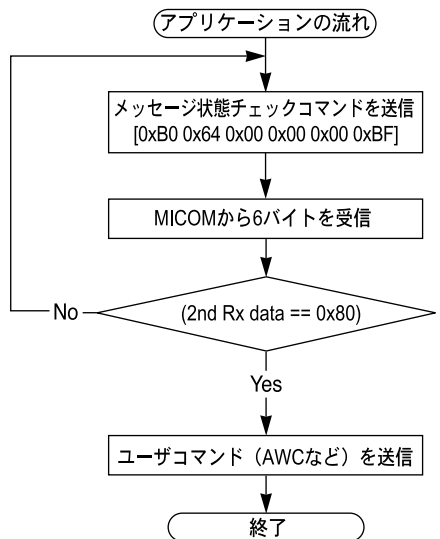 アプリケーションの流れ
メッセージ状態チェックコマンドを送信
[0xB0 0x64 0x00 0x00 0x00 0xBF]
MICOMから6バイトを受信
No
(2nd Rx data == 0x80)
Yes
ユーザコマンド（AWCなど）を送信
終了